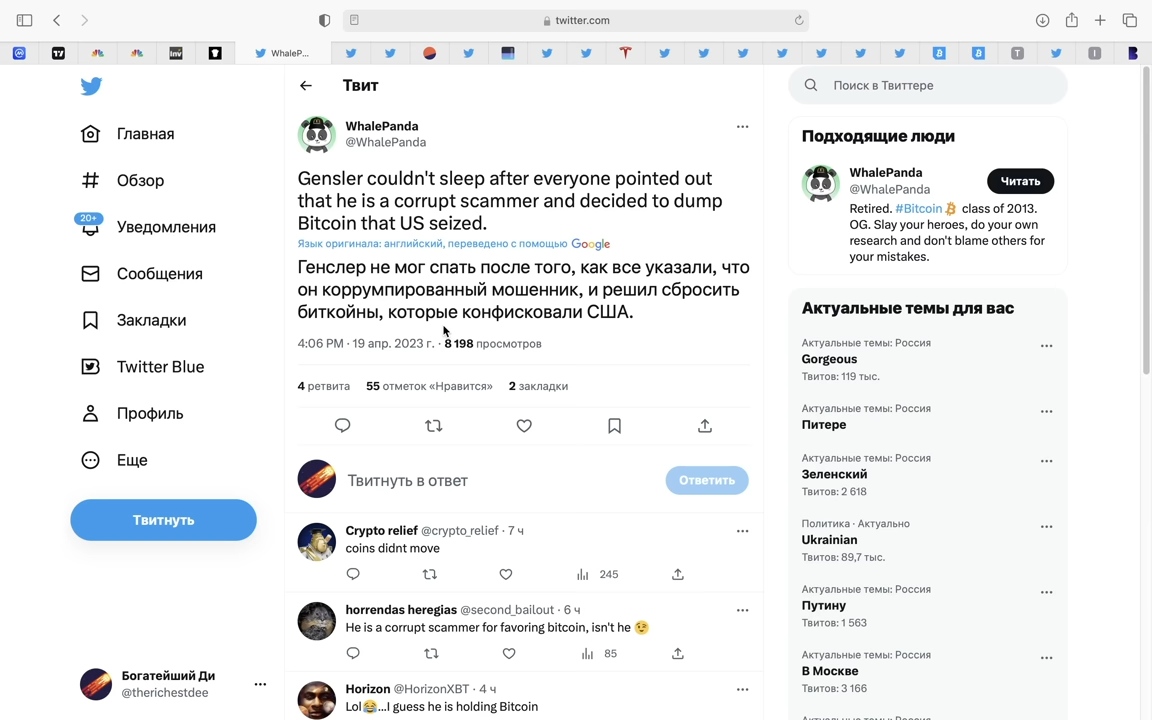 twitter.com
WhaleP...
Главная
Обзор
20+
Уведомления
Сообщения
Закладки
Twitter Blue
Профиль
Еще
Твитнуть
Богатейший Ди
@therichestdee
Твит
WhalePanda
@WhalePanda
Gensler couldn't sleep after everyone pointed out
that he is a corrupt scammer and decided to dump
Bitcoin that US seized.
Язык оригинала: английский, переведено с помощью Google
Генслер не мог спать после того, как все указали, что
он коррумпированный мошенник, и решил сбросить
биткойны, которые конфисковали США.
4:06 PM · 19 апр. 2023 г. · 8 198 просмотров
4 ретвита 55 отметок «Нравится» 2 закладки
Твитнуть в ответ
Ответить
Crypto relief @crypto_relief · 7 ч
coins didnt move
245
horrendas heregias @second_bailout · 6 ч
He is a corrupt scammer for favoring bitcoin, isn't he 😉
85
Horizon @HorizonXBT · 4 ч
Lol😂...I guess he is holding Bitcoin
Поиск в Твиттере
Подходящие люди
WhalePanda
@WhalePanda
Читать
Retired. #Bitcoin class of 2013.
OG. Slay your heroes, do your own
research and don't blame others for
your mistakes.
Актуальные темы для вас
Актуальные темы: Россия
Gorgeous
Твитов: 119 тыс.
Актуальные темы: Россия
Питере
Актуальные темы: Россия
Зеленский
Твитов: 2 618
Политика · Актуально
Ukrainian
Твитов: 89,7 тыс.
Актуальные темы: Россия
Путину
Твитов: 1 563
Актуальные темы: Россия
В Москве
Твитов: 3 166